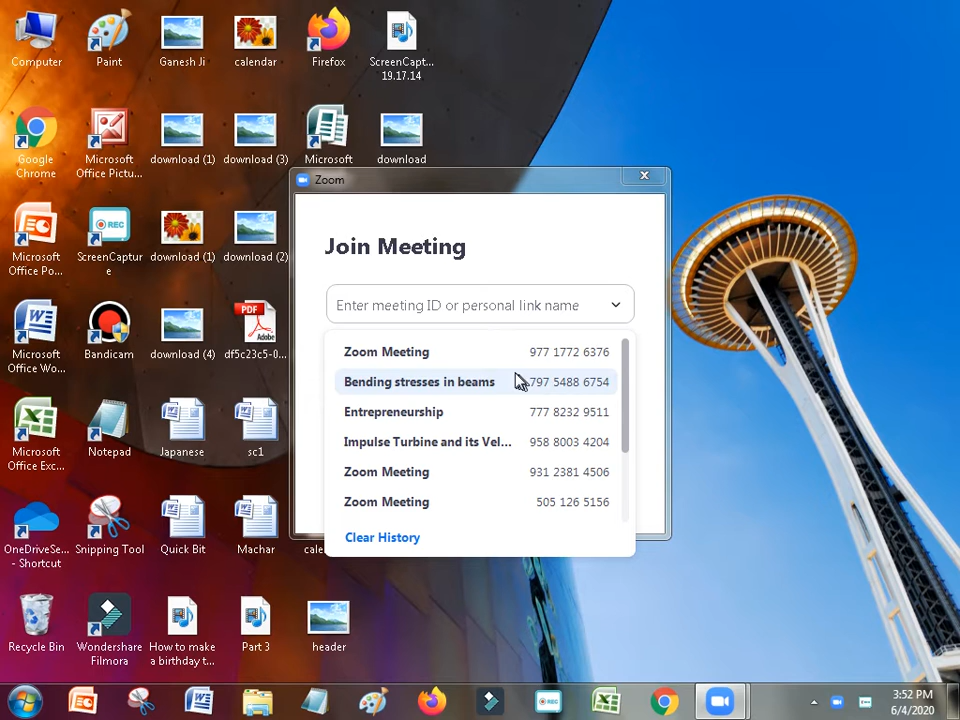 Computer
Paint
Ganesh Ji
calendar
Firefox
ScreenCapt...
19.17.14
Google
Chrome
Microsoft
Office Pictu...
download (1)
download (3)
Microsoft
download
Zoom
Join Meeting
Enter meeting ID or personal link name
Zoom Meeting 977 1772 6376
Bending stresses in beams 797 5488 6754
Entrepreneurship 777 8232 9511
Impulse Turbine and its Vel... 958 8003 4204
Zoom Meeting 931 2381 4506
Zoom Meeting 505 126 5156
Clear History
Microsoft
Office Po...
REC
ScreenCaptur
e
download (1)
download (2)
Microsoft
Office Wo...
Bandicam
download (4)
PDF
Adobe
df5c23c5-0...
Microsoft
Office Exc...
Notepad
Japanese
sc1
OneDriveSe...
- Shortcut
Snipping Tool
Quick Bit
Machar
cale
Recycle Bin
Wondershare
Filmora
How to make
a birthday t...
Part 3
header
REC
3:52 PM
6/4/2020